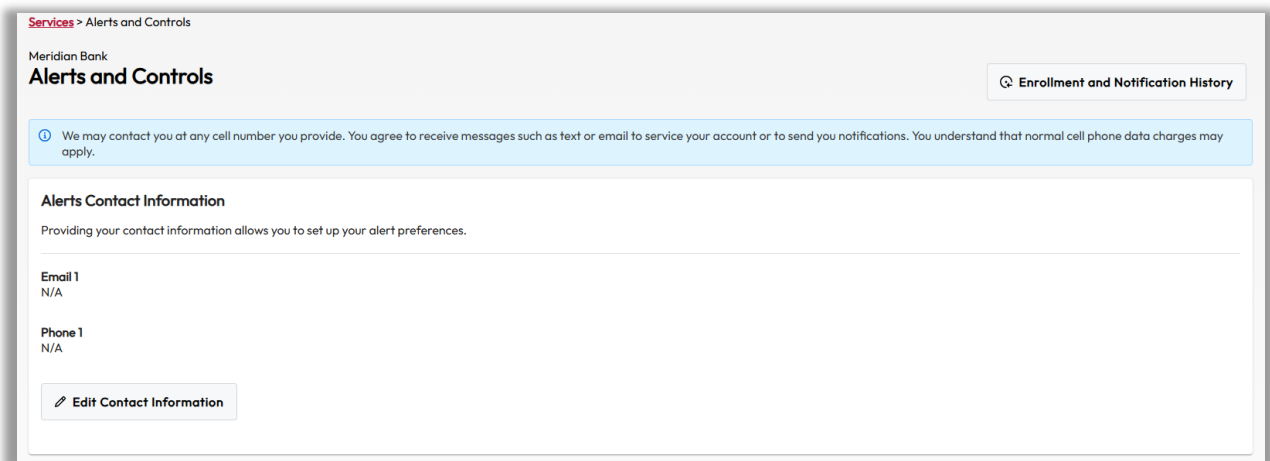 Services > Alerts and Controls
Meridian Bank
Alerts and Controls
Enrollment and Notification History
We may contact you at any cell number you provide. You agree to receive messages such as text or email to service your account or to send you notifications. You understand that normal cell phone data charges may
apply.
Alerts Contact Information
Providing your contact information allows you to set up your alert preferences.
Email 1
N/A
Phone 1
N/A
Edit Contact Information